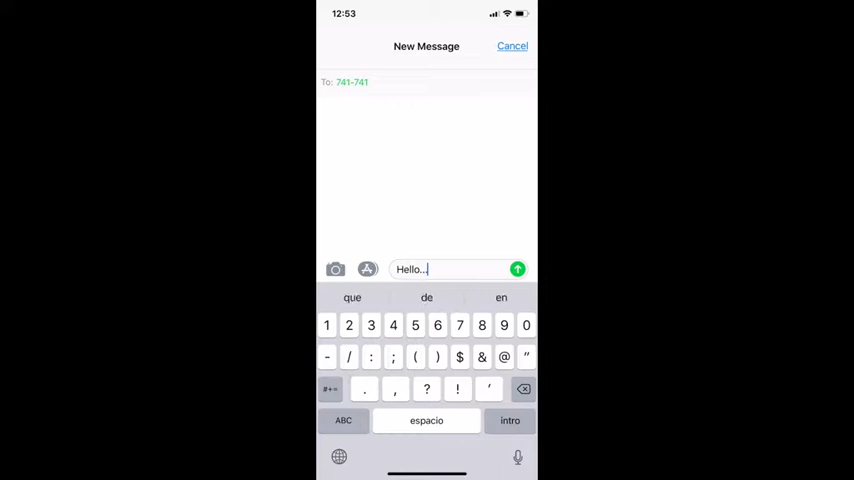 12:53
New Message
Cancel
To: 741-741
Hello...
que de en
1 2 3 4 5 6 7 8 9 0
- / : ; ( ) $ & @ "
#+= . , ? ! '
ABC espacio intro